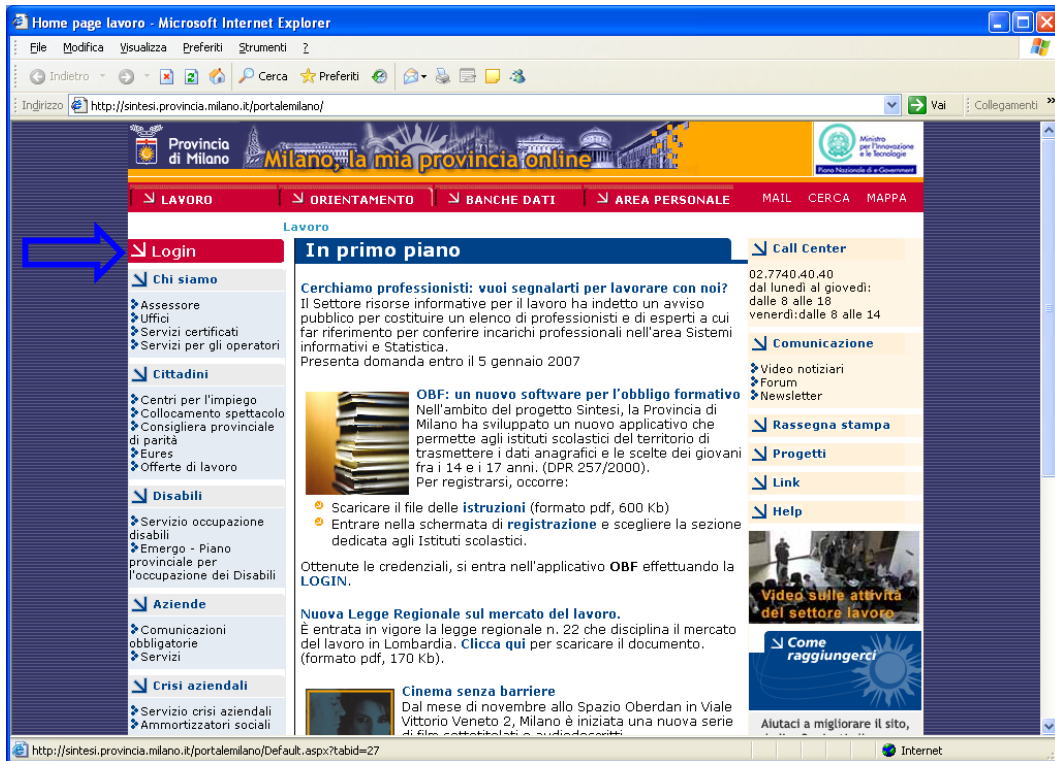 Home page lavoro - Microsoft Internet Explorer
File Modifica Visualizza Preferiti Strumenti ?
Indietro Cerca Preferiti
Indirizzo http://sintesi.provincia.milano.it/portalemilano/ Vai Collegamenti »
Provincia
di Milano
Milano, la mia provincia online
Ministro
per l'Innovazione
e le Tecnologie
Piano Nazionale di e-Government
LAVORO ORIENTAMENTO BANCHE DATI AREA PERSONALE MAIL CERCA MAPPA
Lavoro
Login
Chi siamo
Assessore
Uffici
Servizi certificati
Servizi per gli operatori
Cittadini
Centri per l'impiego
Collocamento spettacolo
Consigliera provinciale
di parità
Eures
Offerte di lavoro
Disabili
Servizio occupazione
disabili
Emergo - Piano
provinciale per
l'occupazione dei Disabili
Aziende
Comunicazioni
obbligatorie
Servizi
Crisi aziendali
Servizio crisi aziendali
Ammortizzatori sociali
In primo piano
Cerchiamo professionisti: vuoi segnalarti per lavorare con noi?
Il Settore risorse informative per il lavoro ha indetto un avviso
pubblico per costituire un elenco di professionisti e di esperti a cui
far riferimento per conferire incarichi professionali nell'area Sistemi
informativi e Statistica.
Presenta domanda entro il 5 gennaio 2007
OBF: un nuovo software per l'obbligo formativo
Nell'ambito del progetto Sintesi, la Provincia di
Milano ha sviluppato un nuovo applicativo che
permette agli istituti scolastici del territorio di
trasmettere i dati anagrafici e le scelte dei giovani
fra i 14 e i 17 anni. (DPR 257/2000).
Per registrarsi, occorre:
Scaricare il file delle istruzioni (formato pdf, 600 Kb)
Entrare nella schermata di registrazione e scegliere la sezione
dedicata agli Istituti scolastici.
Ottenute le credenziali, si entra nell'applicativo OBF effettuando la
LOGIN.
Nuova Legge Regionale sul mercato del lavoro.
È entrata in vigore la legge regionale n. 22 che disciplina il mercato
del lavoro in Lombardia. Clicca qui per scaricare il documento.
(formato pdf, 170 Kb).
Cinema senza barriere
Dal mese di novembre allo Spazio Oberdan in Viale
Vittorio Veneto 2, Milano è iniziata una nuova serie
di film sottotitolati e audiodescritti
Call Center
02.7740.40.40
dal lunedì al giovedì:
dalle 8 alle 18
venerdì:dalle 8 alle 14
Comunicazione
Video notiziari
Forum
Newsletter
Rassegna stampa
Progetti
Link
Help
Video sulle attività
del settore lavoro
Come
raggiungerci
Aiutaci a migliorare il sito,
http://sintesi.provincia.milano.it/portalemilano/Default.aspx?tabid=27 Internet